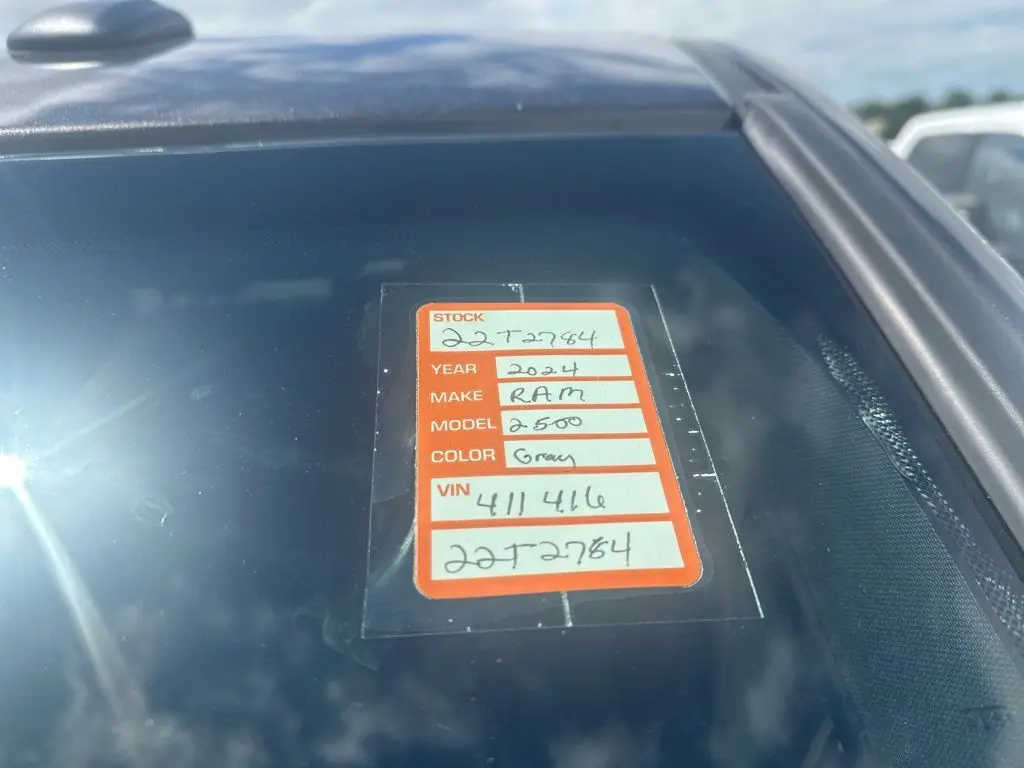 STOCK
22T2784
YEAR 2024
MAKE RAM
MODEL 2500
COLOR Gray
VIN 411416
22T2784